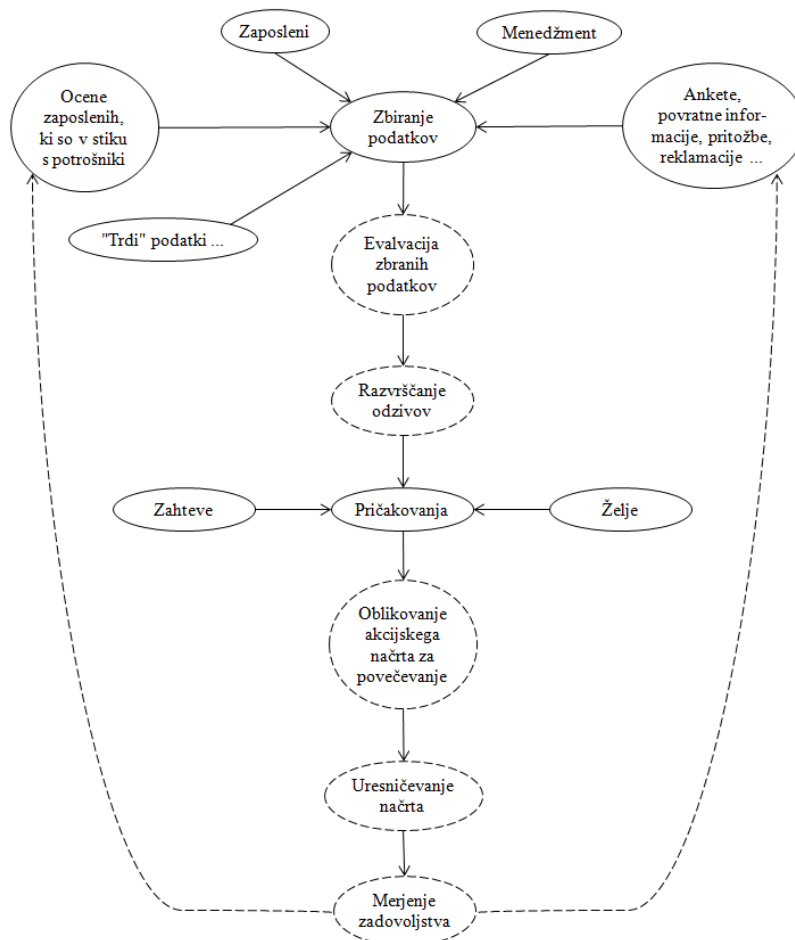 Zaposleni
Menedžment
Ocene
zaposlenih,
ki so v stiku
s potrošniki
Zbiranje
podatkov
Ankete,
povratne infor-
macije, pritožbe,
reklamacije ...
"Trdi" podatki ...
Evalvacija
zbranih
podatkov
Razvrščanje
odzivov
Zahteve
Pričakovanja
Želje
Oblikovanje
akcijskega
načrta za
povečevanje
Uresničevanje
načrta
Merjenje
zadovoljstva